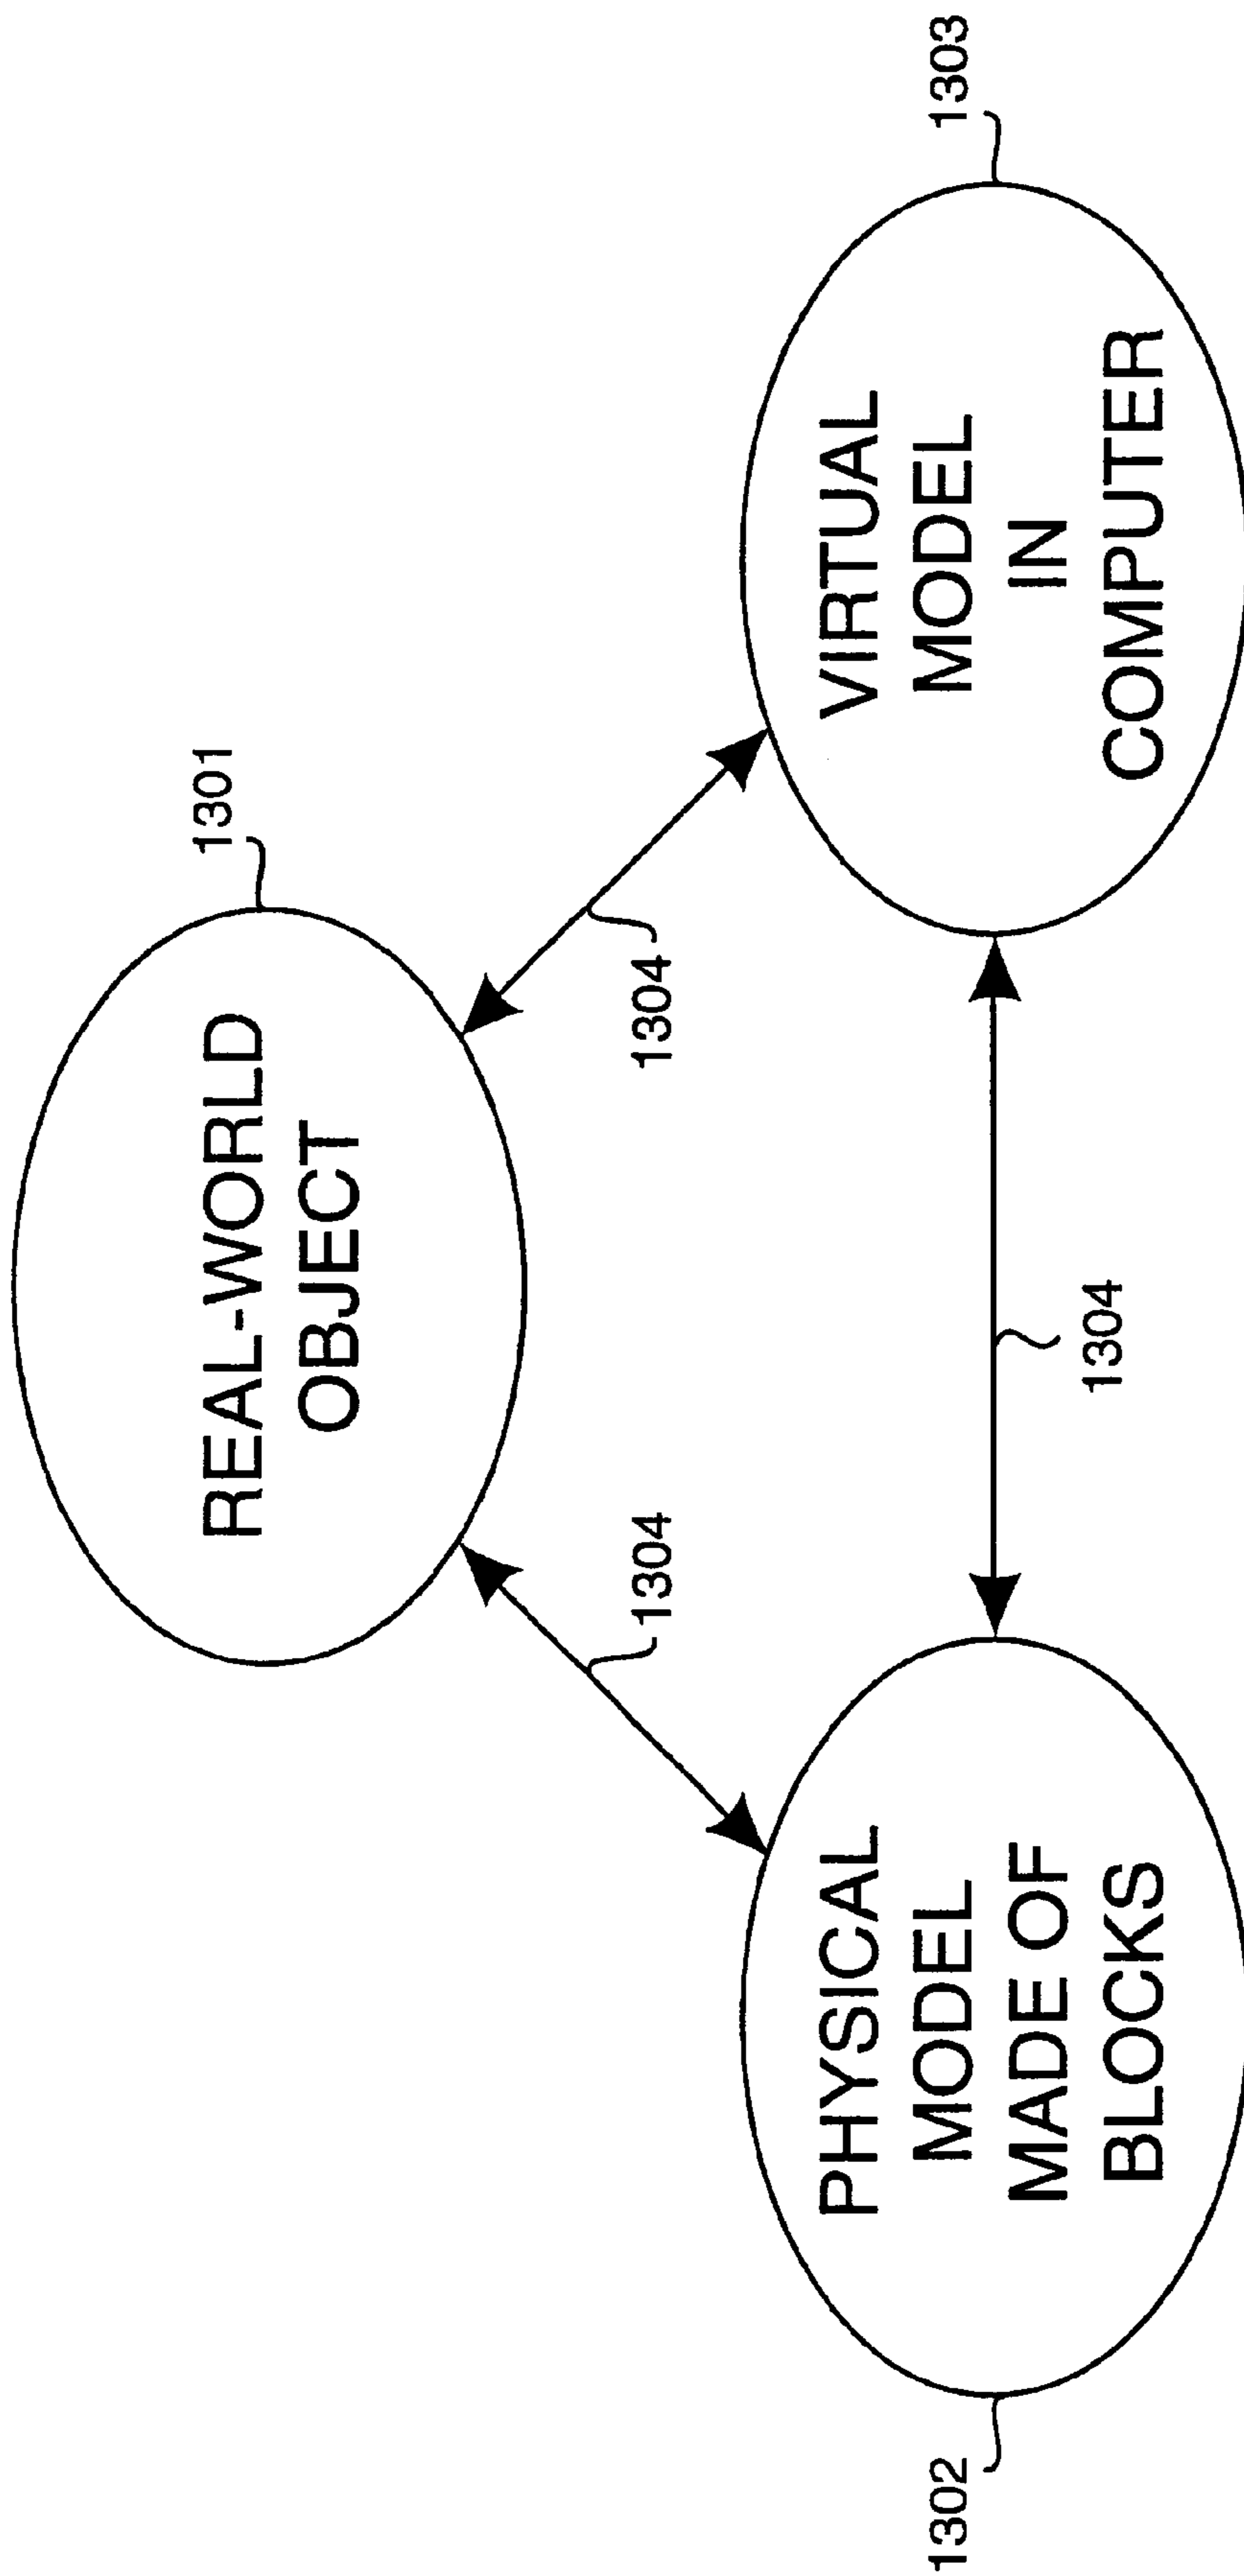 1301
REAL-WORLD
OBJECT
1304
1304
1302
PHYSICAL
MODEL
MADE OF
BLOCKS
1304
1303
VIRTUAL
MODEL
IN
COMPUTER